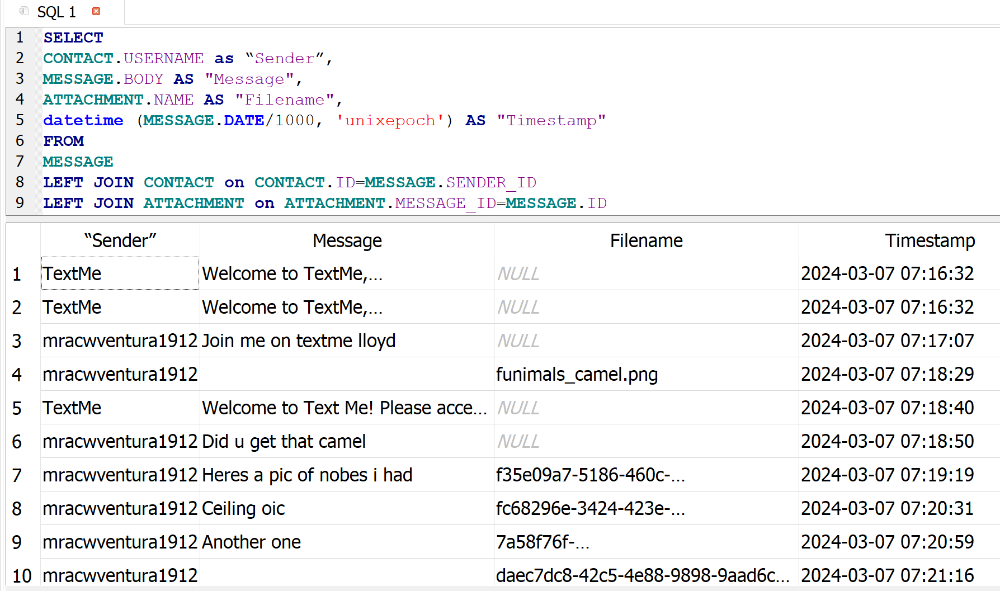 SQL 1
1 SELECT
2 CONTACT.USERNAME as “Sender”,
3 MESSAGE.BODY AS "Message",
4 ATTACHMENT.NAME AS "Filename",
5 datetime (MESSAGE.DATE/1000, 'unixepoch') AS "Timestamp"
6 FROM
7 MESSAGE
8 LEFT JOIN CONTACT on CONTACT.ID=MESSAGE.SENDER_ID
9 LEFT JOIN ATTACHMENT on ATTACHMENT.MESSAGE_ID=MESSAGE.ID
“Sender” Message Filename Timestamp
1 TextMe Welcome to TextMe,... NULL 2024-03-07 07:16:32
2 TextMe Welcome to TextMe,... NULL 2024-03-07 07:16:32
3 mracwventura1912 Join me on textme lloyd NULL 2024-03-07 07:17:07
4 mracwventura1912 funimals_camel.png 2024-03-07 07:18:29
5 TextMe Welcome to Text Me! Please acce... NULL 2024-03-07 07:18:40
6 mracwventura1912 Did u get that camel NULL 2024-03-07 07:18:50
7 mracwventura1912 Heres a pic of nobes i had f35e09a7-5186-460c-... 2024-03-07 07:19:19
8 mracwventura1912 Ceiling oic fc68296e-3424-423e-... 2024-03-07 07:20:31
9 mracwventura1912 Another one 7a58f76f-... 2024-03-07 07:20:59
10 mracwventura1912 daec7dc8-42c5-4e88-9898-9aad6c... 2024-03-07 07:21:16